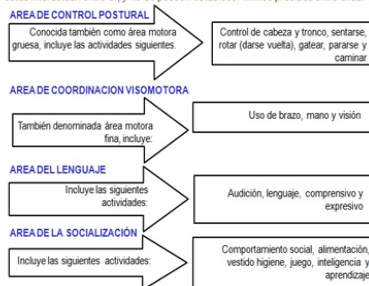 AREA DE CONTROL POSTURAL
Conocida también como área motora
gruesa, incluye las actividades siguientes.
Control de cabeza y tronco, sentarse,
rotar (darse vuelta), gatear, pararse y
caminar
AREA DE COORDINACION VISOMOTORA
También denominada área motora
fina, incluye:
Uso de brazo, mano y visión
AREA DEL LENGUAJE
Incluye las siguientes
actividades:
Audición, lenguaje, comprensivo y
expresivo
AREA DE LA SOCIALIZACIÓN
Incluye las siguientes actividades:
Comportamiento social, alimentación,
vestido higiene, juego, inteligencia y
aprendizaje